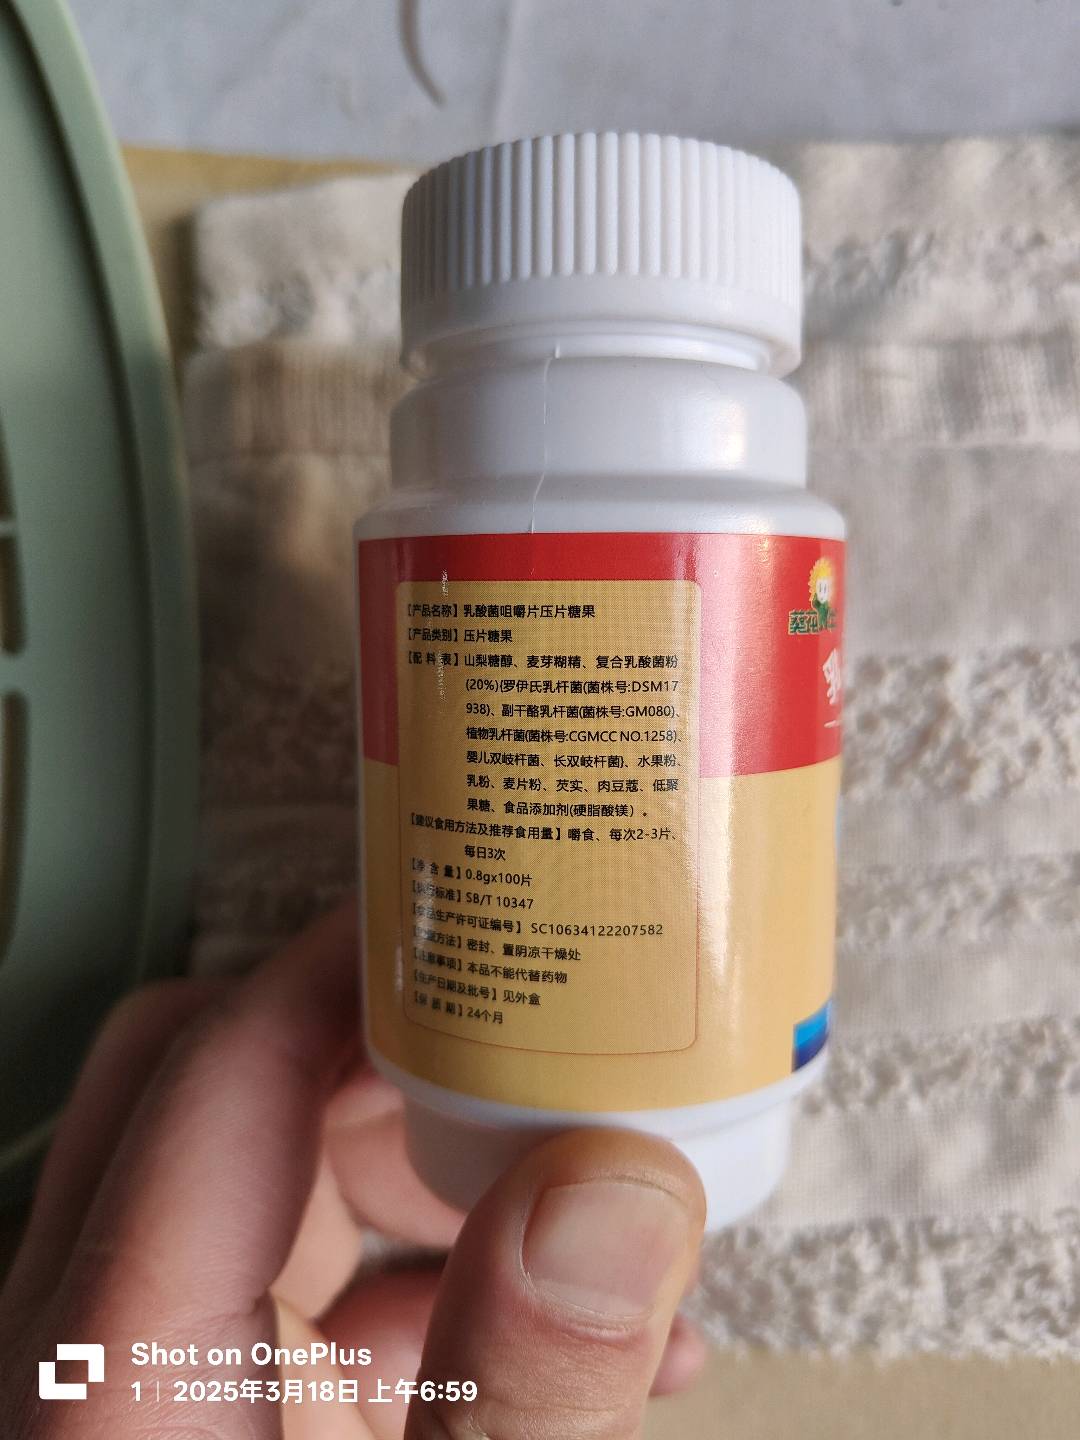 【产品名称】乳酸菌咀嚼片压片糖果
【产品类别】压片糖果
【配 料 表】山梨糖醇、麦芽糊精、复合乳酸菌粉
(20%){罗伊氏乳杆菌(菌株号:DSM17
938)、副干酪乳杆菌(菌株号:GM080)、
植物乳杆菌(菌株号:CGMCC NO.1258)、
婴儿双岐杆菌、长双岐杆菌}、水果粉、
乳粉、麦片粉、芡实、肉豆蔻、低聚
果糖、食品添加剂(硬脂酸镁）。
【建议食用方法及推荐食用量】嚼食、每次2-3片、
每日3次
【净 含 量】0.8gx100片
【执行标准】SB/T 10347
【食品生产许可证编号】SC10634122207582
【贮藏方法】密封、置阴凉干燥处
【注意事项】本品不能代替药物
【生产日期及批号】见外盒
【保 质 期】24个月
葵花
乳
Shot on OnePlus
1 | 2025年3月18日 上午6:59